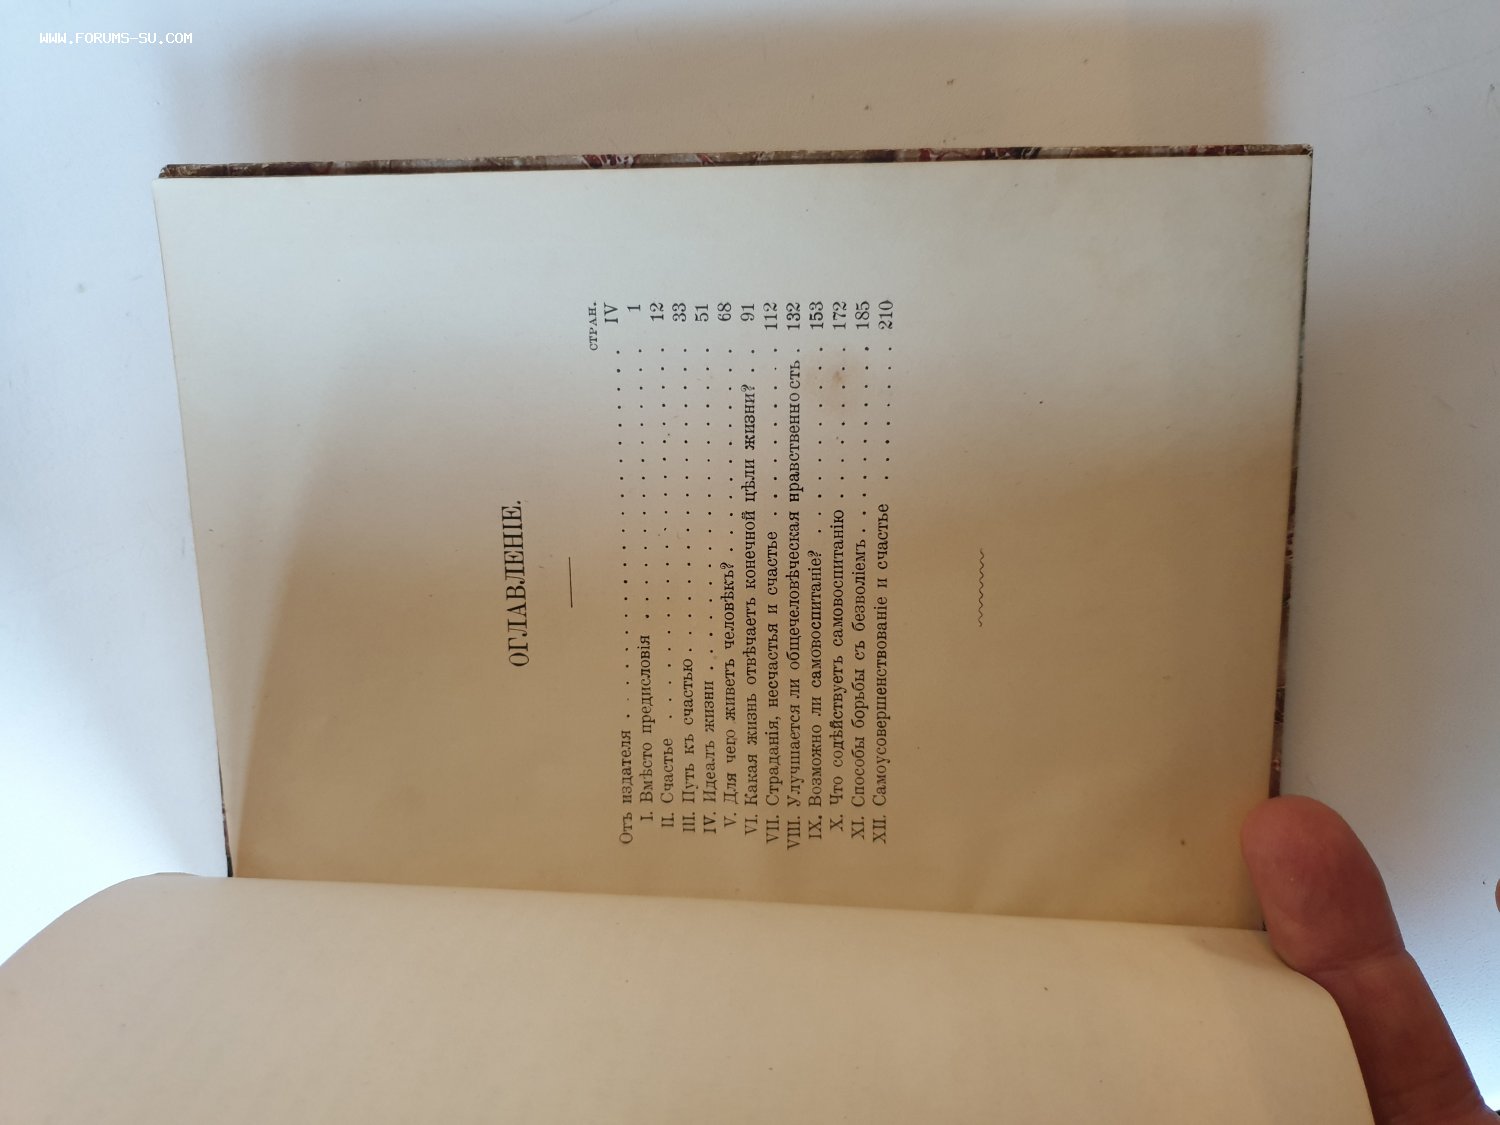 WWW.FORUMS-SU.COM
ОГЛАВЛЕНІЕ.
СТРАН.
Отъ издателя . . . . . . . . . . . . . . . . . IV
I. Вмѣсто предисловія . . . . . . . . . . . . . 1
II. Счастье . . . . . . . . . . . . . . . . . 12
III. Путь къ счастью . . . . . . . . . . . . . . 33
IV. Идеалъ жизни . . . . . . . . . . . . . . . 51
V. Для чего живетъ человѣкъ? . . . . . . . . . . 68
VI. Какая жизнь отвѣчаетъ конечной цѣли жизни? . . 91
VII. Страданія, несчастья и счастье . . . . . . . . 112
VIII. Улучшается ли общечеловѣческая нравственность . 132
IX. Возможно ли самовоспитаніе? . . . . . . . . . 153
X. Что содѣйствуетъ самовоспитанію . . . . . . . 172
XI. Способы борьбы съ безволіемъ . . . . . . . . . 185
XII. Самоусовершенствованіе и счастье . . . . . . . 210